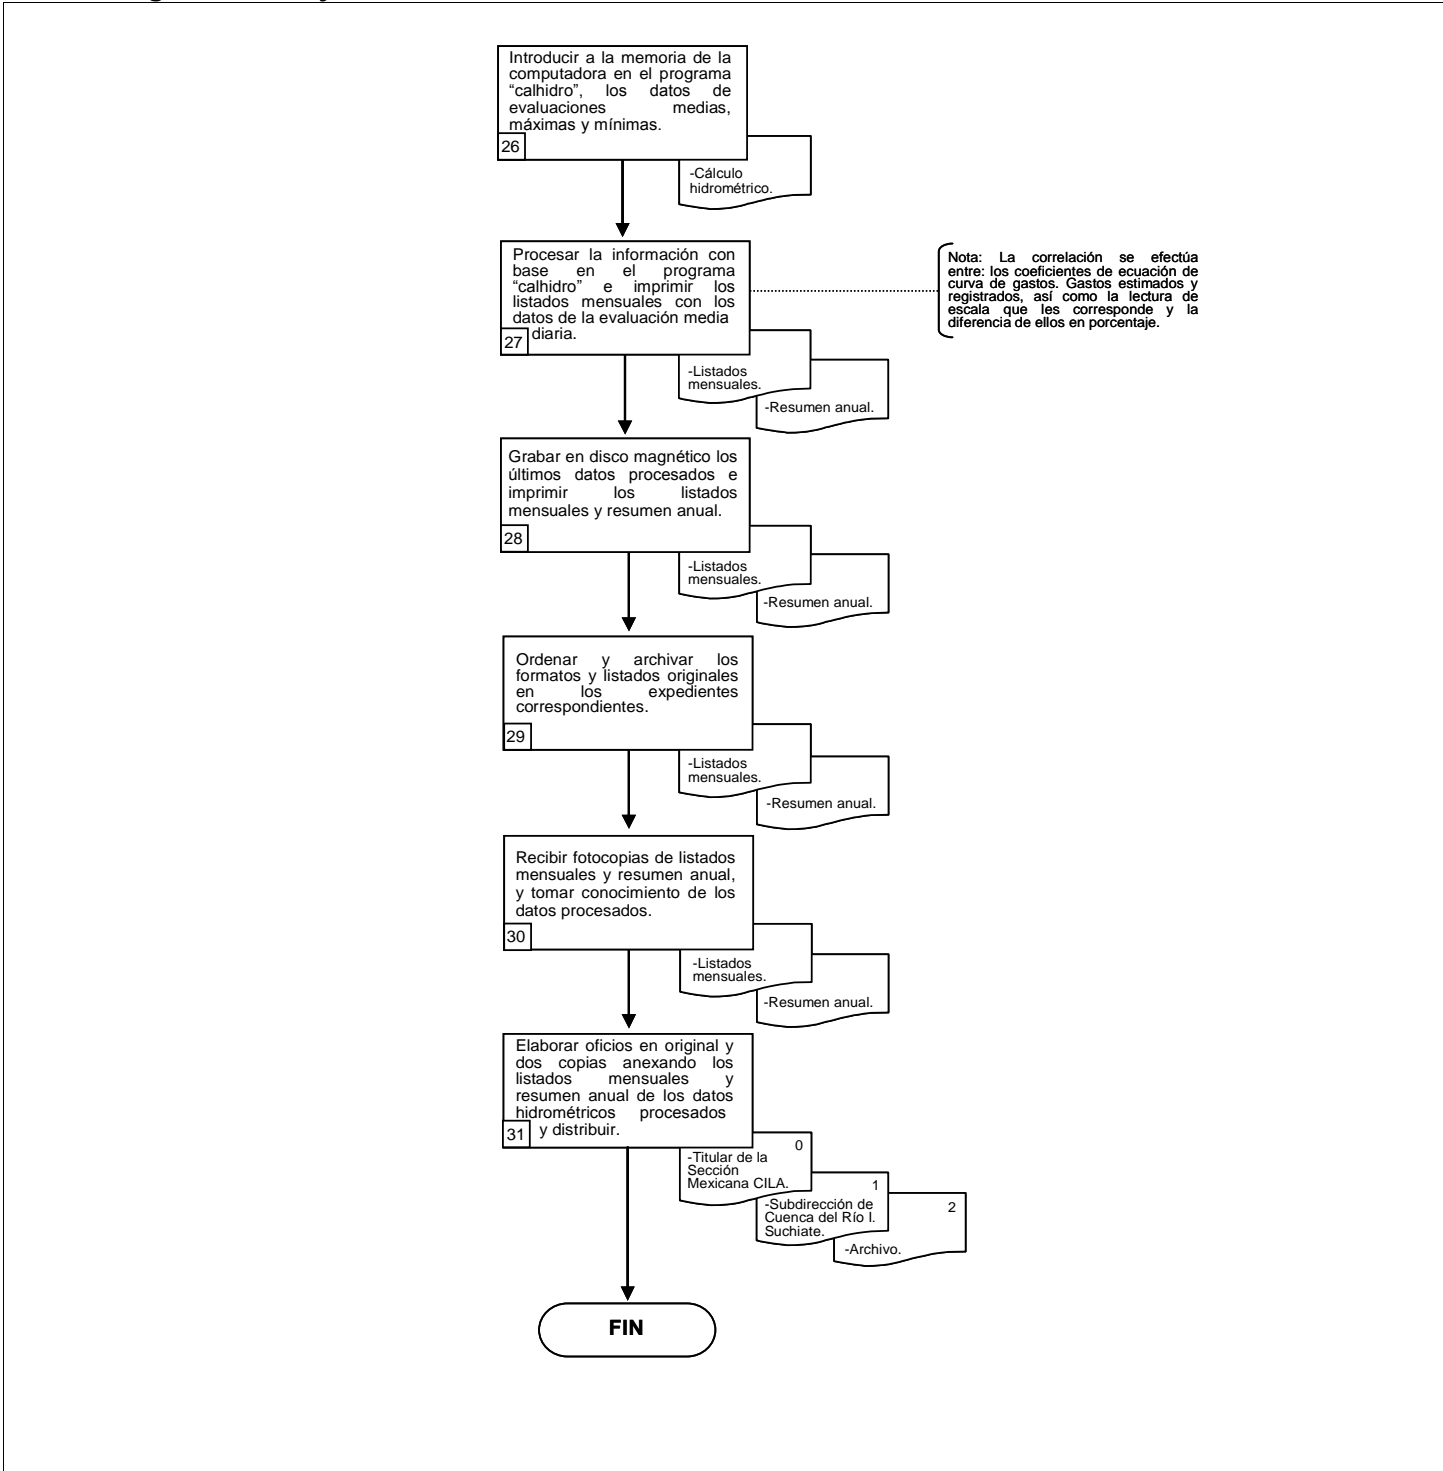 Introducir a la memoria de la
computadora en el programa
“calhidro”, los datos de
evaluaciones medias,
máximas y mínimas.
26
-Cálculo
hidrométrico.
Procesar la información con
base en el programa
“calhidro” e imprimir los
listados mensuales con los
datos de la evaluación media
diaria.
27
Nota: La correlación se efectúa
entre: los coeficientes de ecuación de
curva de gastos. Gastos estimados y
registrados, así como la lectura de
escala que les corresponde y la
diferencia de ellos en porcentaje.
-Listados
mensuales.
-Resumen anual.
Grabar en disco magnético los
últimos datos procesados e
imprimir los listados
mensuales y resumen anual.
28
-Listados
mensuales.
-Resumen anual.
Ordenar y archivar los
formatos y listados originales
en los expedientes
correspondientes.
29
-Listados
mensuales.
-Resumen anual.
Recibir fotocopias de listados
mensuales y resumen anual,
y tomar conocimiento de los
datos procesados.
30
-Listados
mensuales.
-Resumen anual.
Elaborar oficios en original y
dos copias anexando los
listados mensuales y
resumen anual de los datos
hidrométricos procesados
y distribuir.
31
0
-Titular de la
Sección
Mexicana CILA.
1
-Subdirección de
Cuenca del Río I.
Suchiate.
2
-Archivo.
FIN